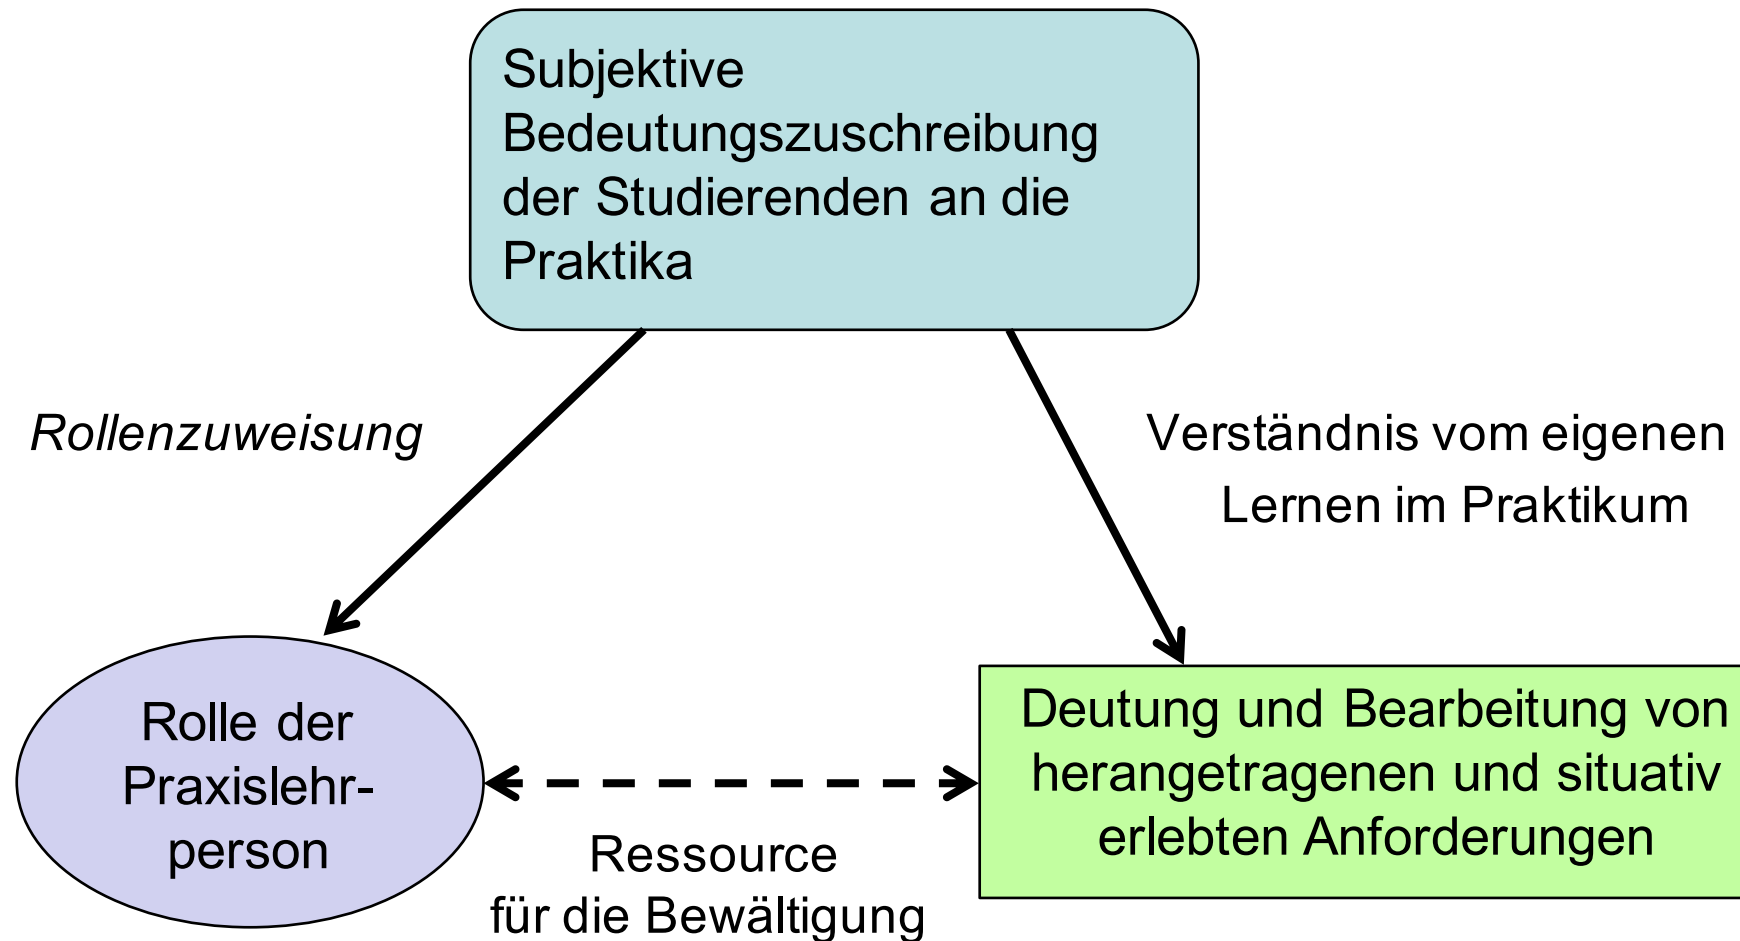 Subjektive
Bedeutungszuschreibung
der Studierenden an die
Praktika
Rollenzuweisung
Verständnis vom eigenen
Lernen im Praktikum
Rolle der
Praxislehr-
person
Deutung und Bearbeitung von
herangetragenen und situativ
erlebten Anforderungen
Ressource
für die Bewältigung